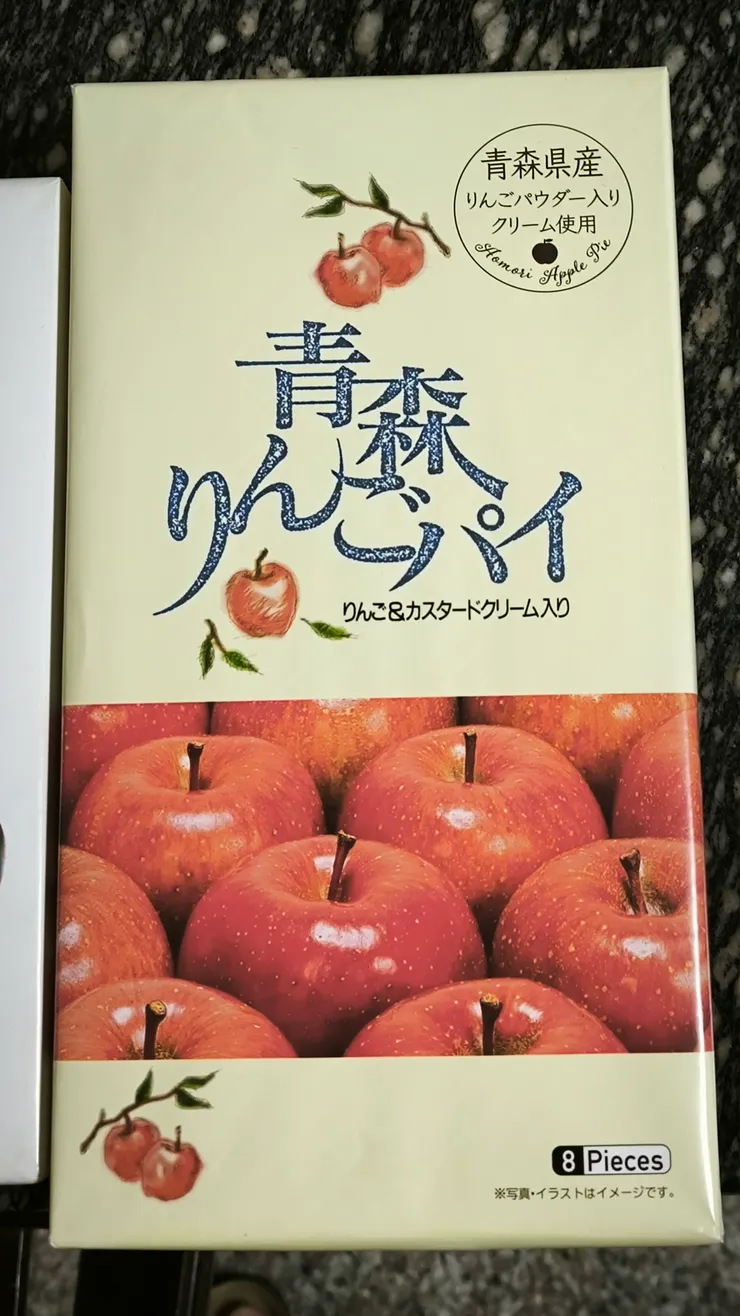 青森県産
りんごパウダー入り
クリーム使用
Aomori Apple Pie
青森
りんごパイ
りんご&カスタードクリーム入り
8 Pieces
※写真・イラストはイメージです。